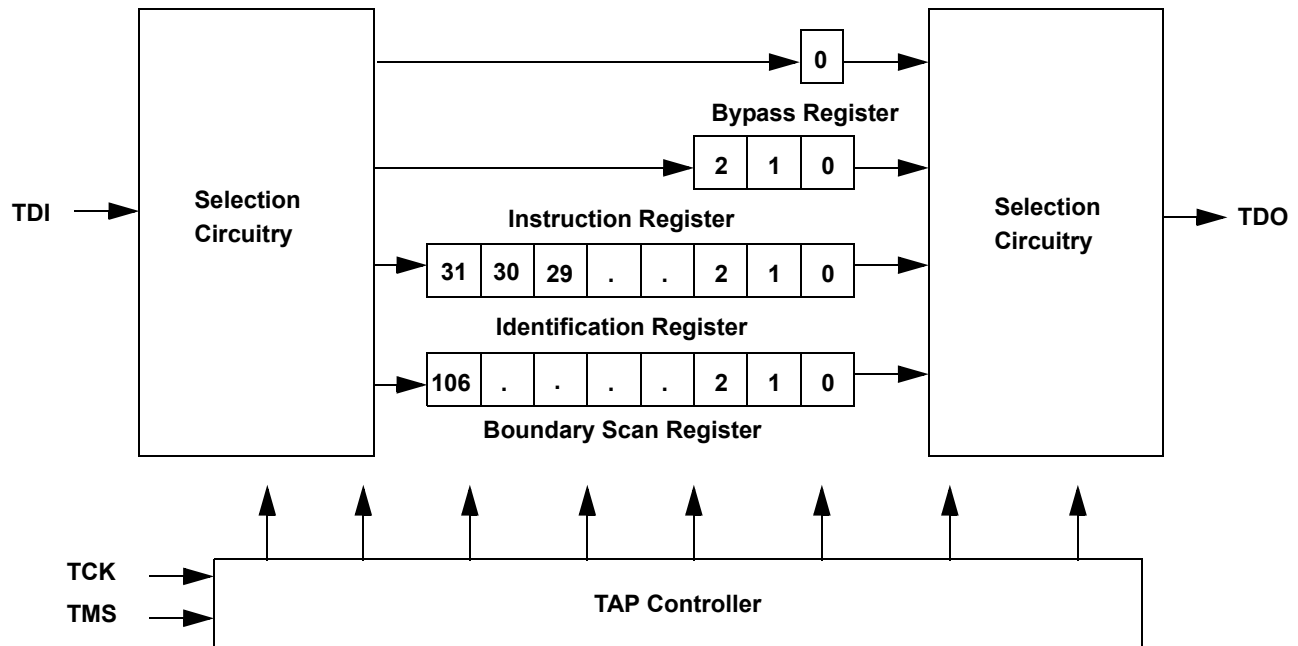 0
Bypass Register
2 1 0
Selection
Circuitry
Selection
Circuitry
TDI
TDO
Instruction Register
31 30 29 . . 2 1 0
Identification Register
106 . . . . 2 1 0
Boundary Scan Register
TCK
TMS
TAP Controller